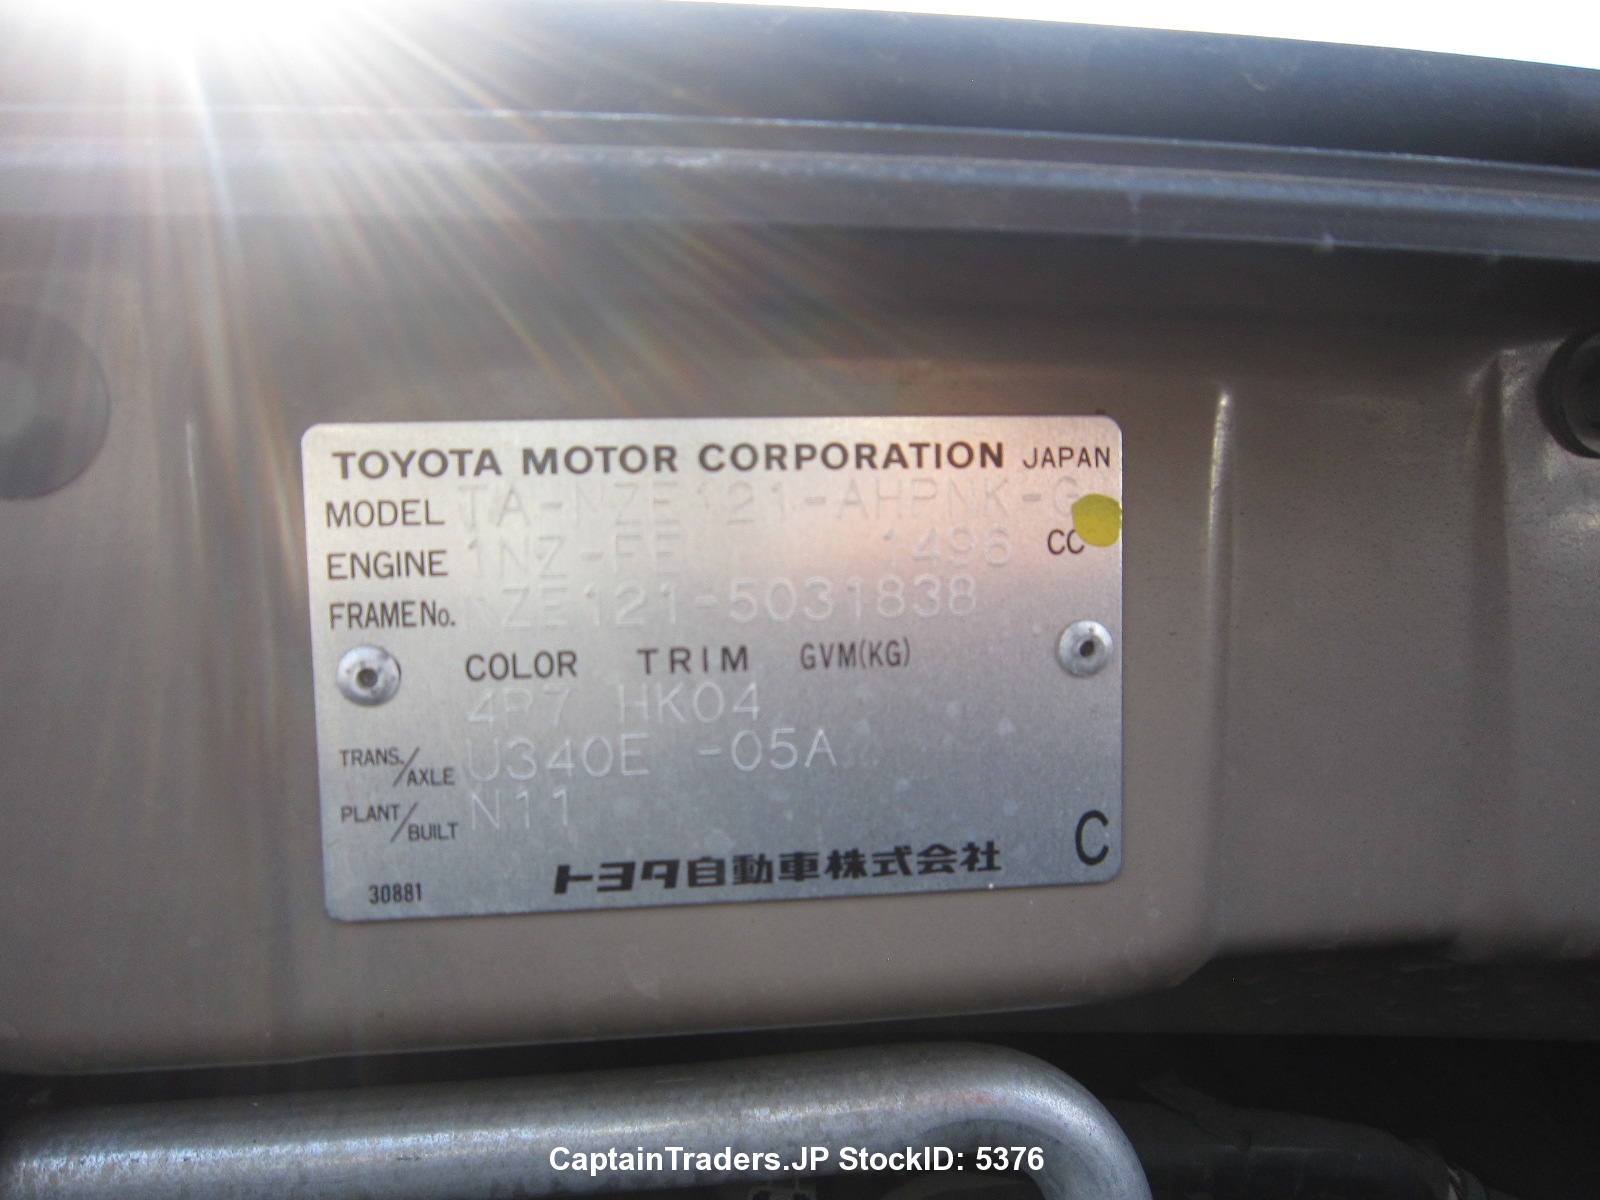 TOYOTA MOTOR CORPORATION JAPAN
MODEL TA-NZE121-AHPNK-G
ENGINE 1NZ-FE 1496 CC
FRAME No. NZE121-5031838
COLOR TRIM GVM(KG)
4R7 HK04
TRANS./AXLE U340E -05A
PLANT/BUILT N11
トヨタ自動車株式会社 C
30881
CaptainTraders.JP StockID: 5376